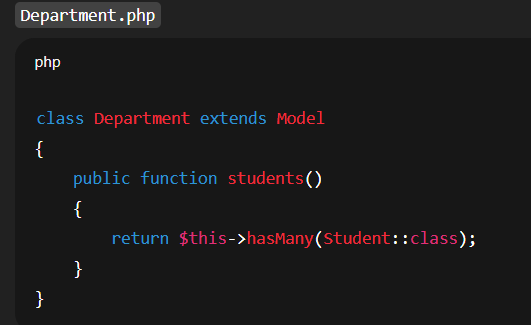 Department.php
php
class Department extends Model
{
    public function students()
    {
        return $this->hasMany(Student::class);
    }
}